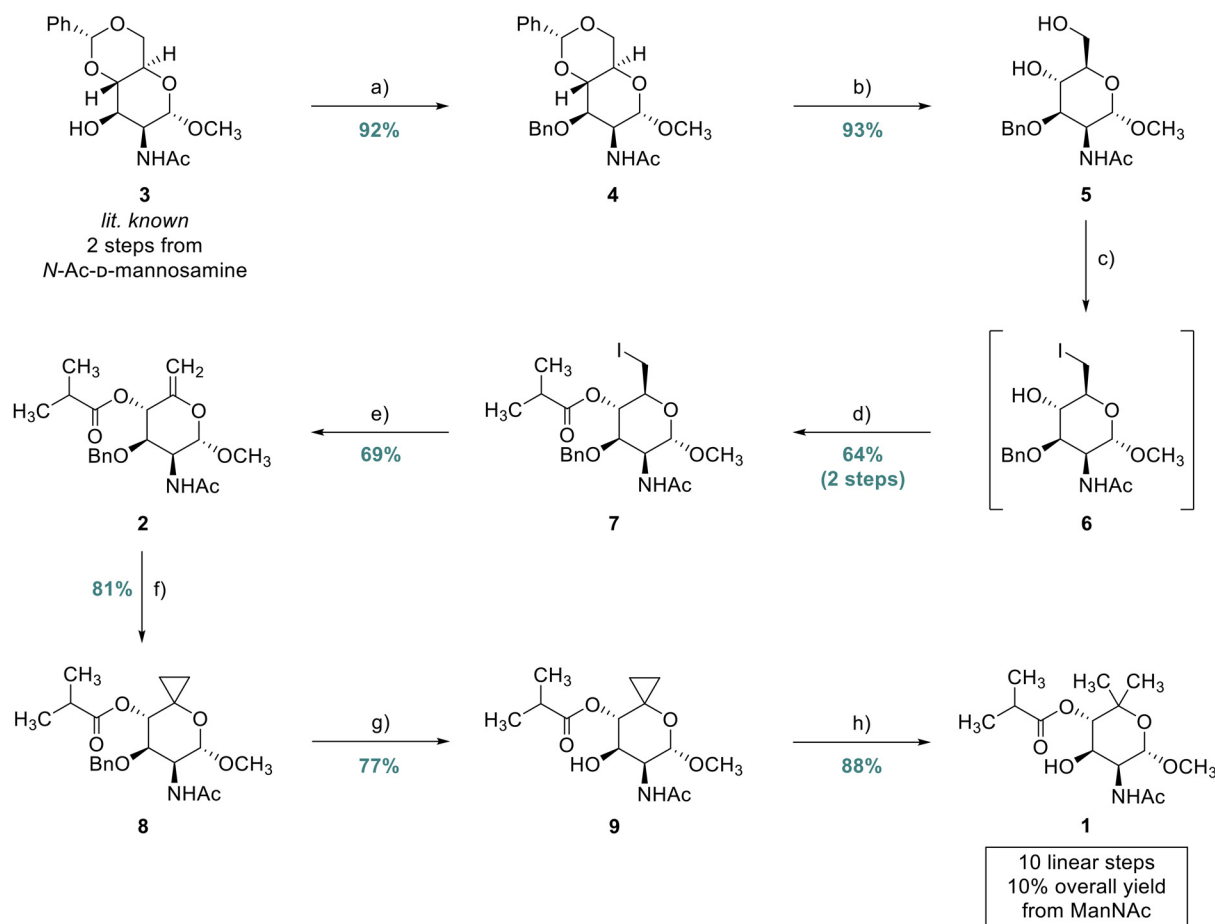 Ph
O
O
H
H
O
HO
OCH3
NHAc
3
lit. known
2 steps from
N-Ac-D-mannosamine
a)
92%
Ph
O
O
H
H
O
BnO
OCH3
NHAc
4
b)
93%
HO
HO
O
BnO
OCH3
NHAc
5
c)
I
HO
O
BnO
OCH3
NHAc
6
d)
64%
(2 steps)
CH3
H3C
O
O
I
O
BnO
OCH3
NHAc
7
e)
69%
CH3
H3C
O
O
CH2
O
BnO
OCH3
NHAc
2
81%
f)
CH3
H3C
O
O
O
BnO
OCH3
NHAc
8
g)
77%
CH3
H3C
O
O
O
HO
OCH3
NHAc
9
h)
88%
CH3
H3C
O
O
H3C
CH3
O
HO
OCH3
NHAc
1
10 linear steps
10% overall yield
from ManNAc